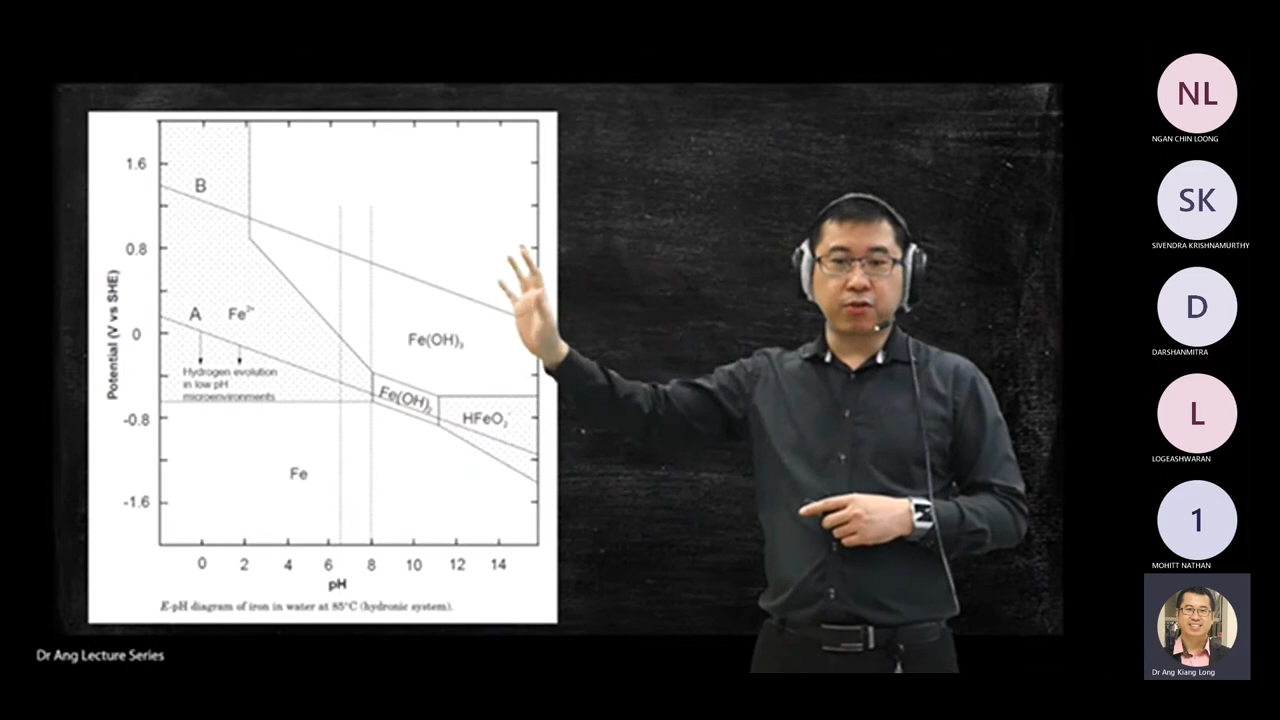 B
A
Fe²⁺
Hydrogen evolution
in low pH
microenvironments
Fe(OH)₃
Fe(OH)₂
HFeO₂⁻
Fe
1.6
0.8
0
-0.8
-1.6
Potential (V vs SHE)
0 2 4 6 8 10 12 14
pH
E-pH diagram of iron in water at 85°C (hydronic system).
Dr Ang Lecture Series
NL
NGAN CHIN LOONG
SK
SIVENDRA KRISHNAMURTHY
D
DARSHANMITRA
L
LOGEASHWARAN
1
MOHITT NATHAN
Dr Ang Kiang Long